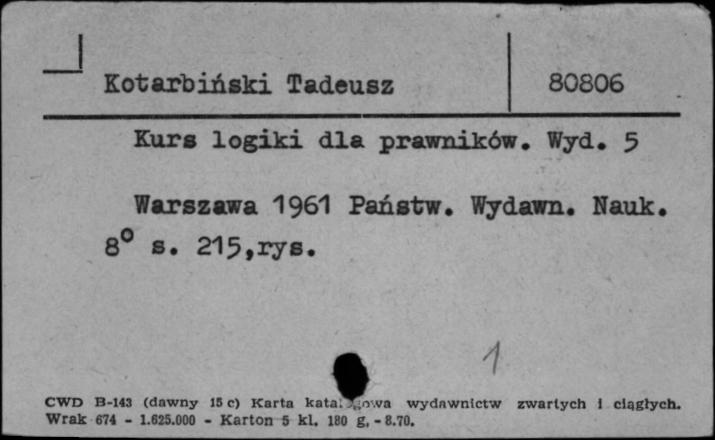 Kotarbiński Tadeusz 80806
Kurs logiki dla prawników. Wyd. 5
Warszawa 1961 Państw. Wydawn. Nauk.
8° s. 215,rys.
1
CWD B-143 (dawny 15 c) Karta katalogowa wydawnictw zwartych i ciągłych.
Wrak 674 - 1.625.000 - Karton 5 kl. 180 g, - 8.70.